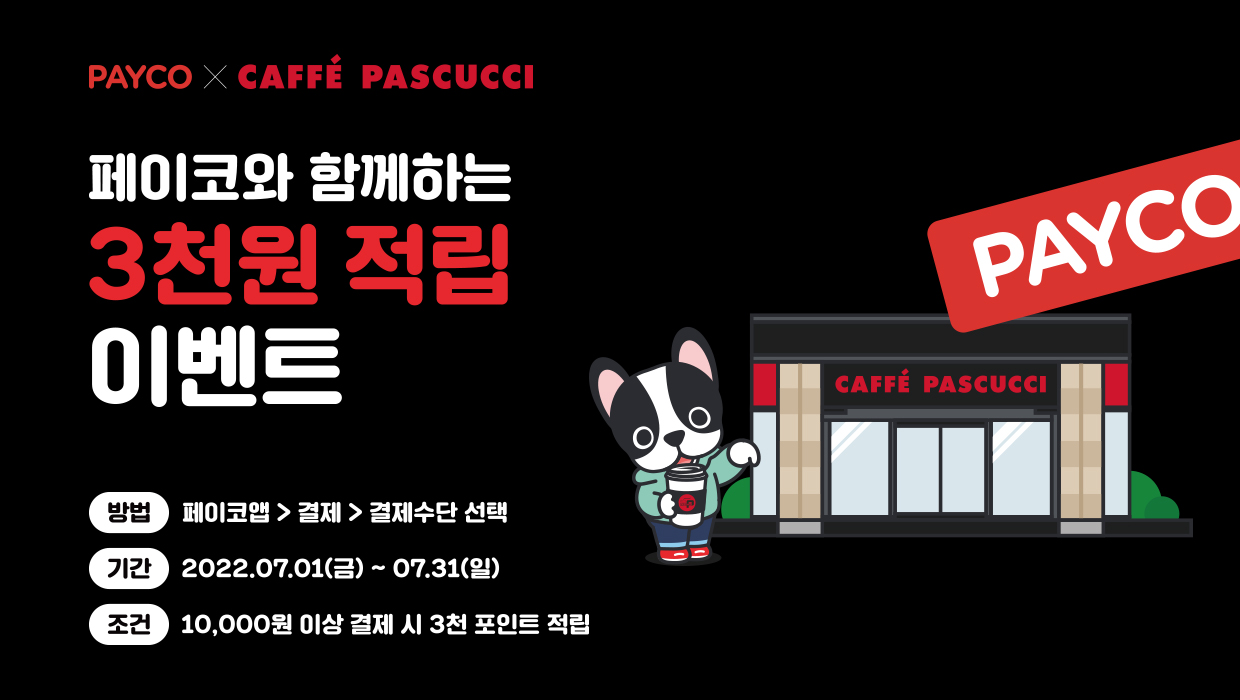 PAYCO × CAFFÉ PASCUCCI
페이코와 함께하는
3천원 적립
이벤트
PAYCO
CAFFÉ PASCUCCI
방법 페이코앱 > 결제 > 결제수단 선택
기간 2022.07.01(금) ~ 07.31(일)
조건 10,000원 이상 결제 시 3천 포인트 적립